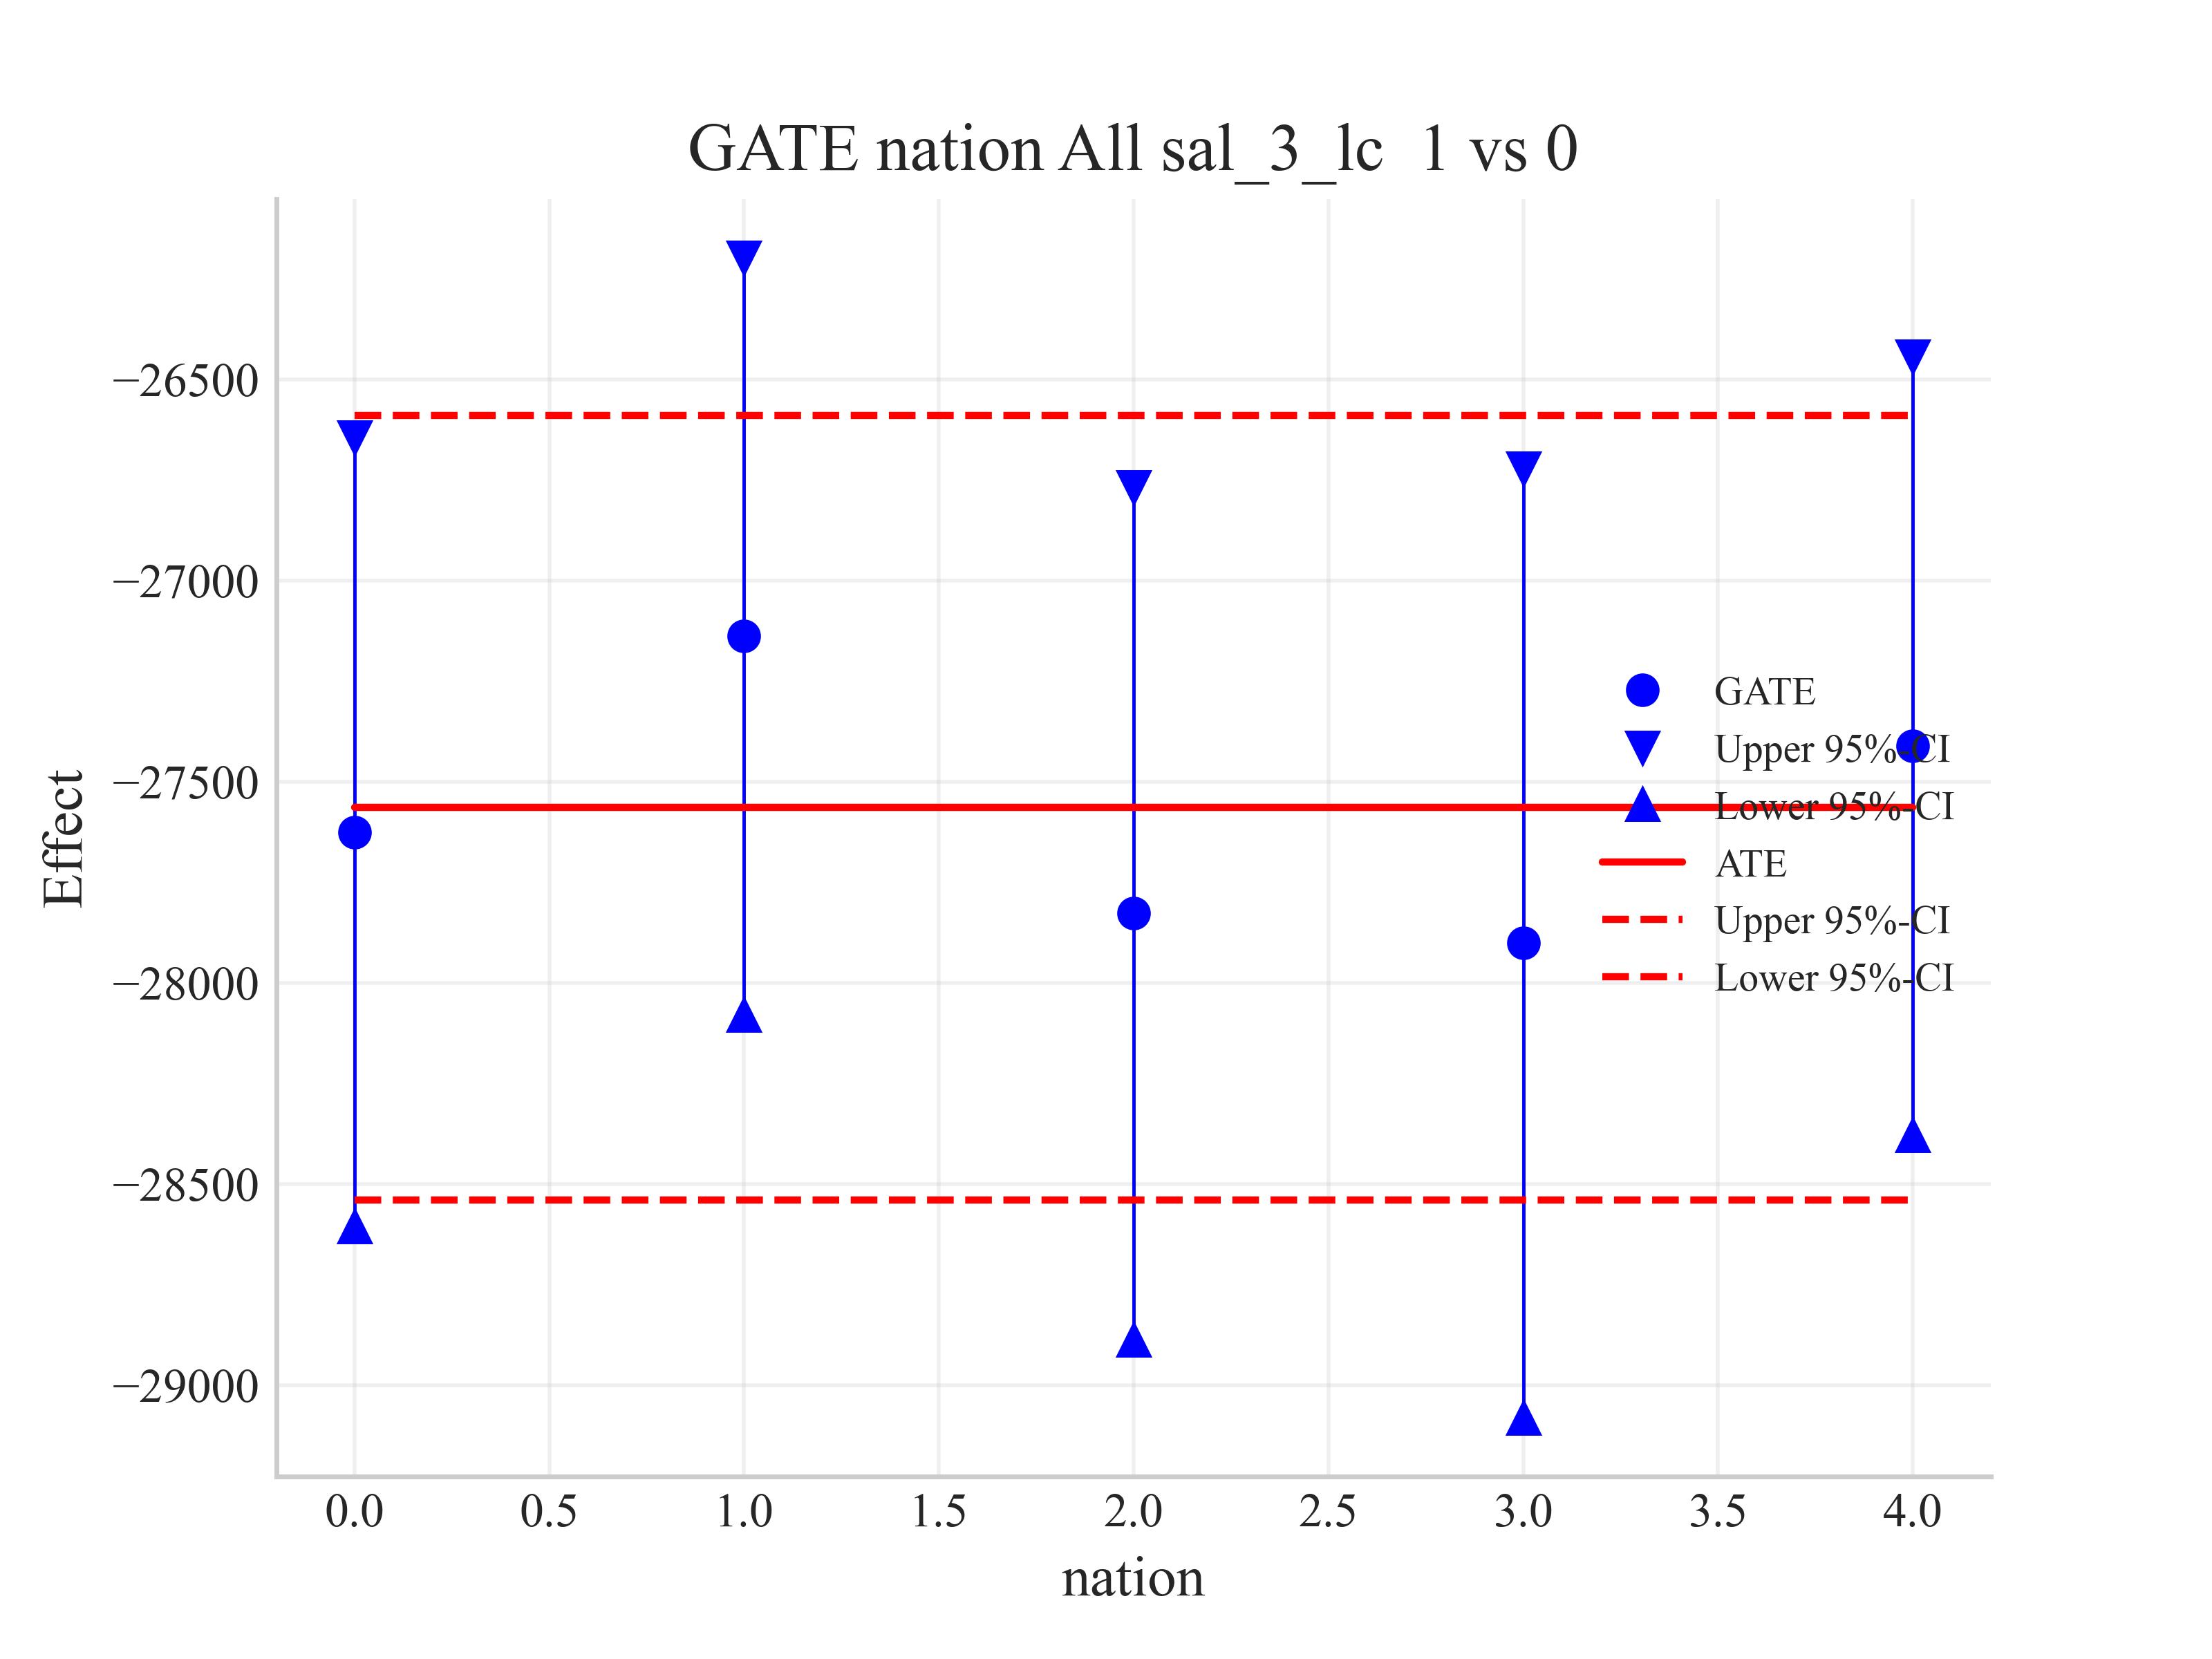 GATE nation All sal_3_lc  1 vs 0
Effect
−26500
−27000
−27500
−28000
−28500
−29000
GATE
Upper 95%-CI
Lower 95%-CI
ATE
Upper 95%-CI
Lower 95%-CI
0.0 0.5 1.0 1.5 2.0 2.5 3.0 3.5 4.0
nation